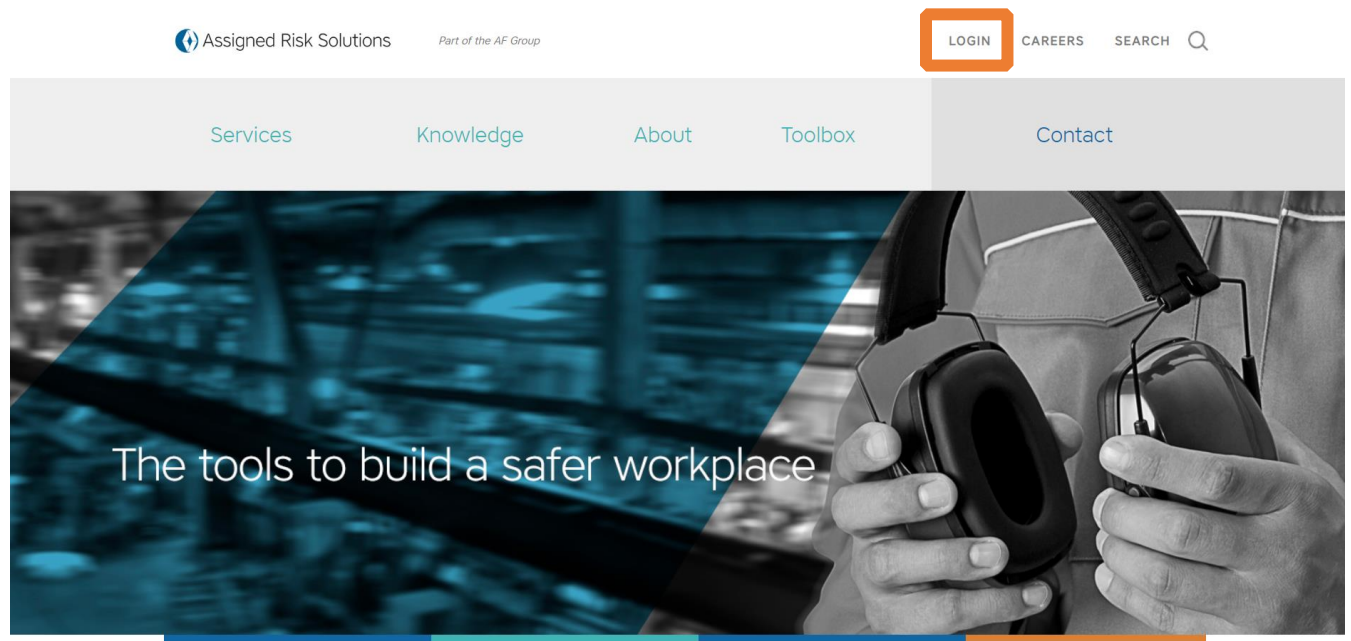 Assigned Risk Solutions Part of the AF Group LOGIN CAREERS SEARCH
Services Knowledge About Toolbox Contact
The tools to build a safer workplace